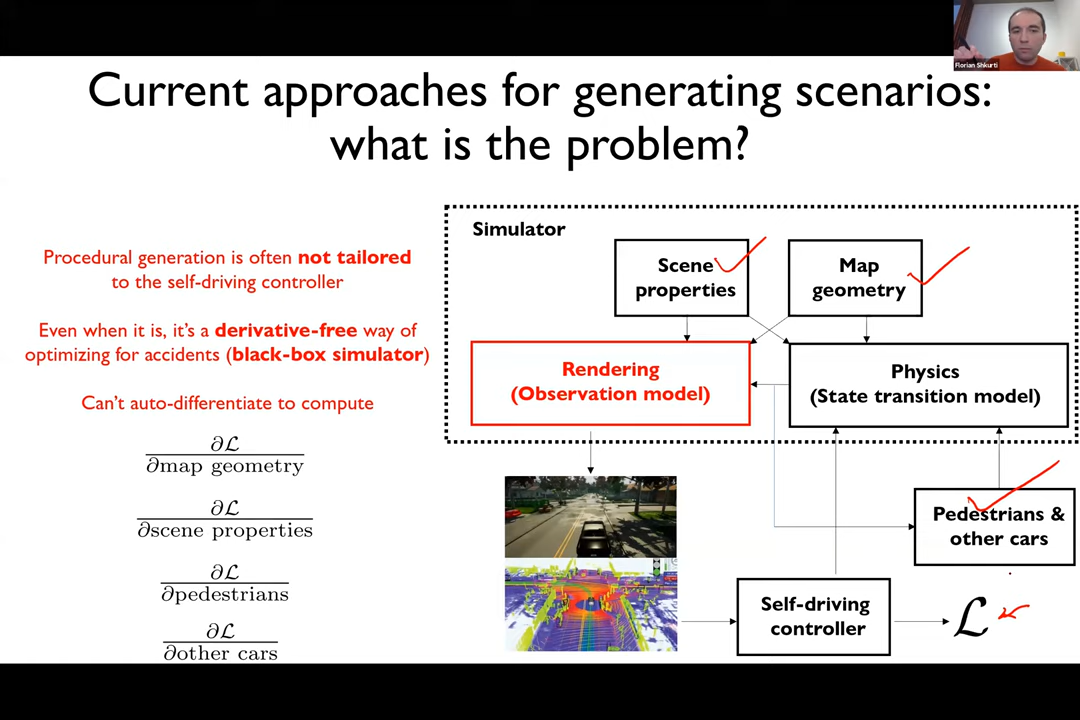 Florian Shkurti
Current approaches for generating scenarios:
what is the problem?
Procedural generation is often not tailored
to the self-driving controller
Even when it is, it's a derivative-free way of
optimizing for accidents (black-box simulator)
Can't auto-differentiate to compute
∂ℒ
∂map geometry
∂ℒ
∂scene properties
∂ℒ
∂pedestrians
∂ℒ
∂other cars
Simulator
Scene
properties
Map
geometry
Rendering
(Observation model)
Physics
(State transition model)
Pedestrians &
other cars
Self-driving
controller
ℒ